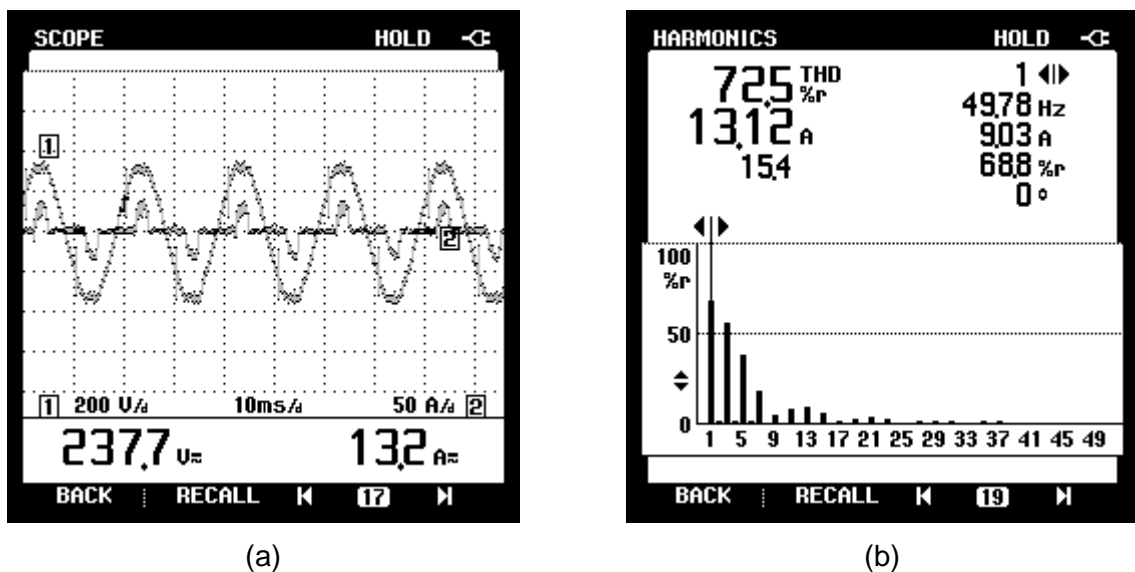 SCOPE HOLD
1
2
1 200 V/d 10ms/d 50 A/d 2
237.7 V≂ 13.2 A≂
BACK RECALL 17
(a)
HARMONICS HOLD
72.5 THD %r 1
13.12 A 49.78 Hz
15.4 9.03 A
68.8 %r
0 °
100
%r
50
0
1 5 9 13 17 21 25 29 33 37 41 45 49
BACK RECALL 19
(b)